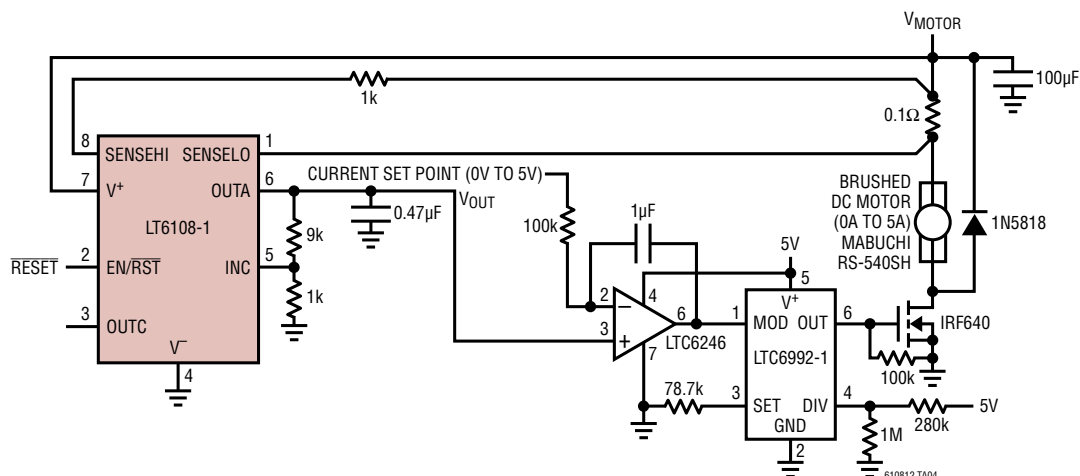 V_MOTOR
100µF
1k
0.1Ω
8
SENSEHI
SENSELO
1
7
V⁺
OUTA
6
LT6108-1
2
RESET
EN/RST
INC
5
3
OUTC
V⁻
4
CURRENT SET POINT (0V TO 5V)
V_OUT
0.47µF
9k
1k
100k
1µF
2
–
3
+
4
6
7
LTC6246
5V
5
V⁺
1
MOD
OUT
6
LTC6992-1
3
SET
DIV
4
GND
2
78.7k
BRUSHED
DC MOTOR
(0A TO 5A)
MABUCHI
RS-540SH
1N5818
IRF640
100k
1M
280k
5V
610812 TA04